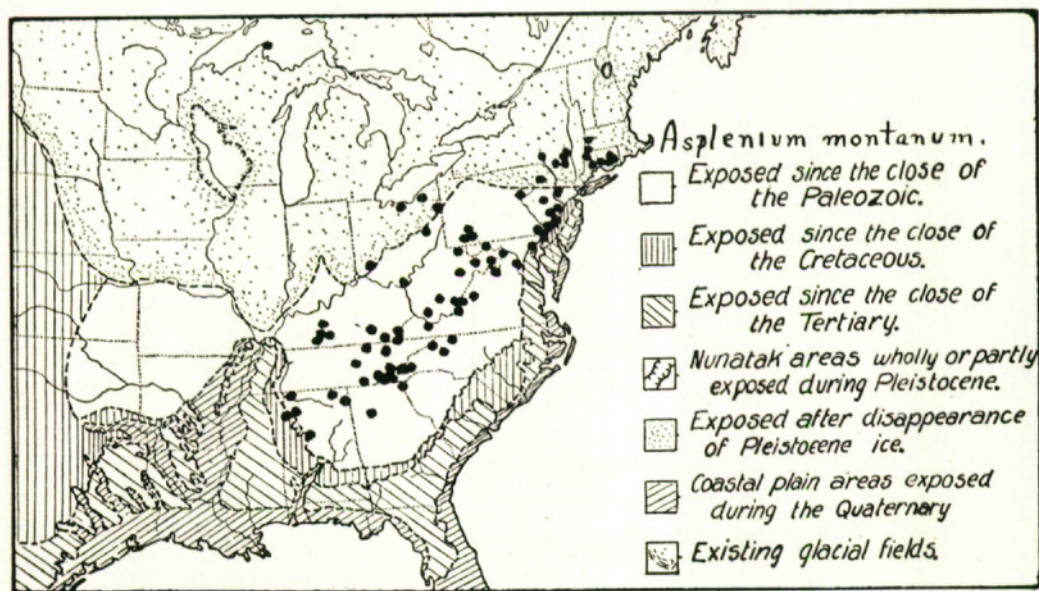 Asplenium montanum.
Exposed since the close of
the Paleozoic.
Exposed since the close of
the Cretaceous.
Exposed since the close of
the Tertiary.
Nunatak areas wholly or partly
exposed during Pleistocene.
Exposed after disappearance
of Pleistocene ice.
Coastal plain areas exposed
during the Quaternary
Existing glacial fields.